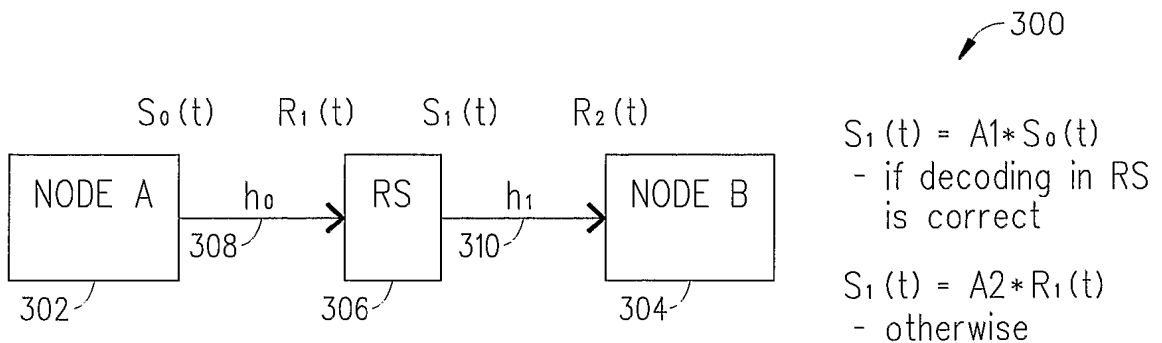 300
S₀(t) R₁(t) S₁(t) R₂(t)
NODE A h₀ RS h₁ NODE B
308 310
302 306 304
S₁(t) = A1*S₀(t)
- if decoding in RS
is correct
S₁(t) = A2*R₁(t)
- otherwise